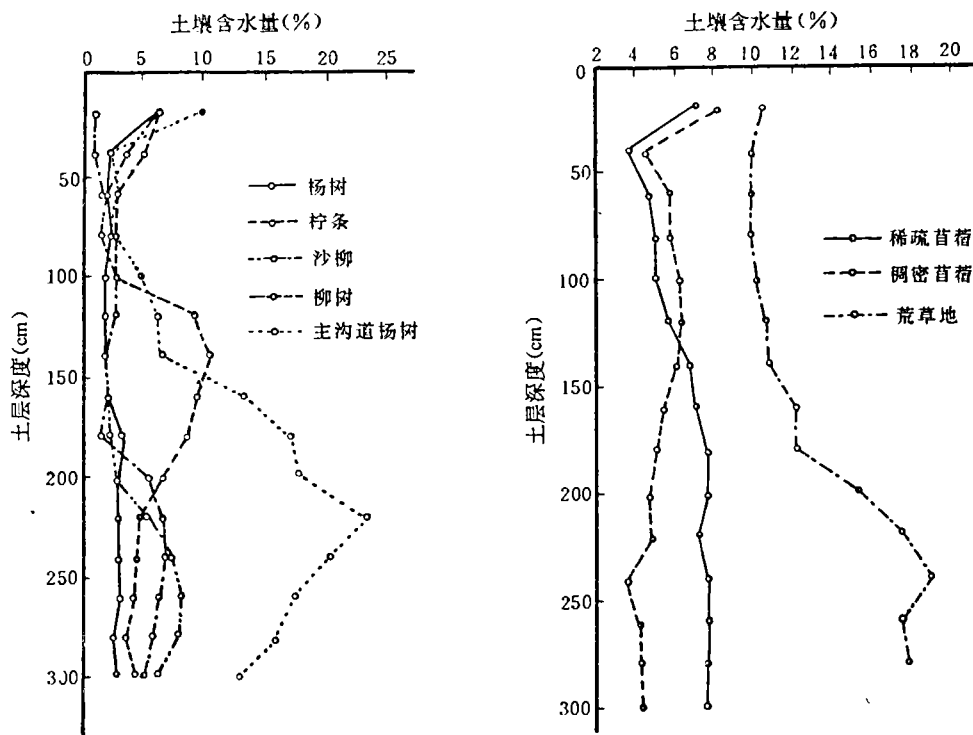 土壤含水量(%)
0 5 10 15 20 25
50
100
150
200
250
300
土层深度(cm)
杨树
柠条
沙柳
柳树
主沟道杨树
土壤含水量(%)
2 4 6 8 10 12 14 16 18 20
0
50
100
150
200
250
300
土层深度(cm)
稀疏苜蓿
稠密苜蓿
荒草地